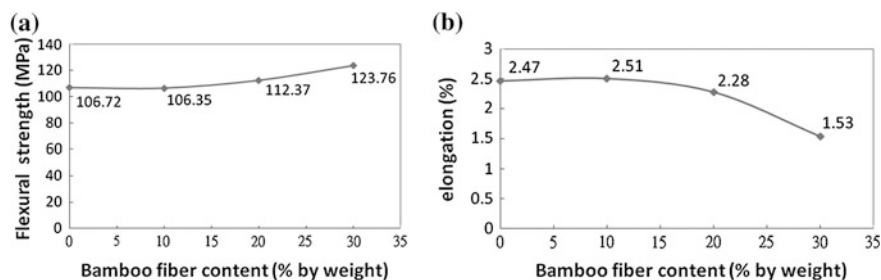 (a)
Flexural strength (MPa)
140
120
100
80
60
40
20
0
106.72
106.35
112.37
123.76
0 5 10 15 20 25 30 35
Bamboo fiber content (% by weight)
(b)
elongation (%)
3
2.5
2
1.5
1
0.5
0
2.47
2.51
2.28
1.53
0 5 10 15 20 25 30 35
Bamboo fiber content (% by weight)